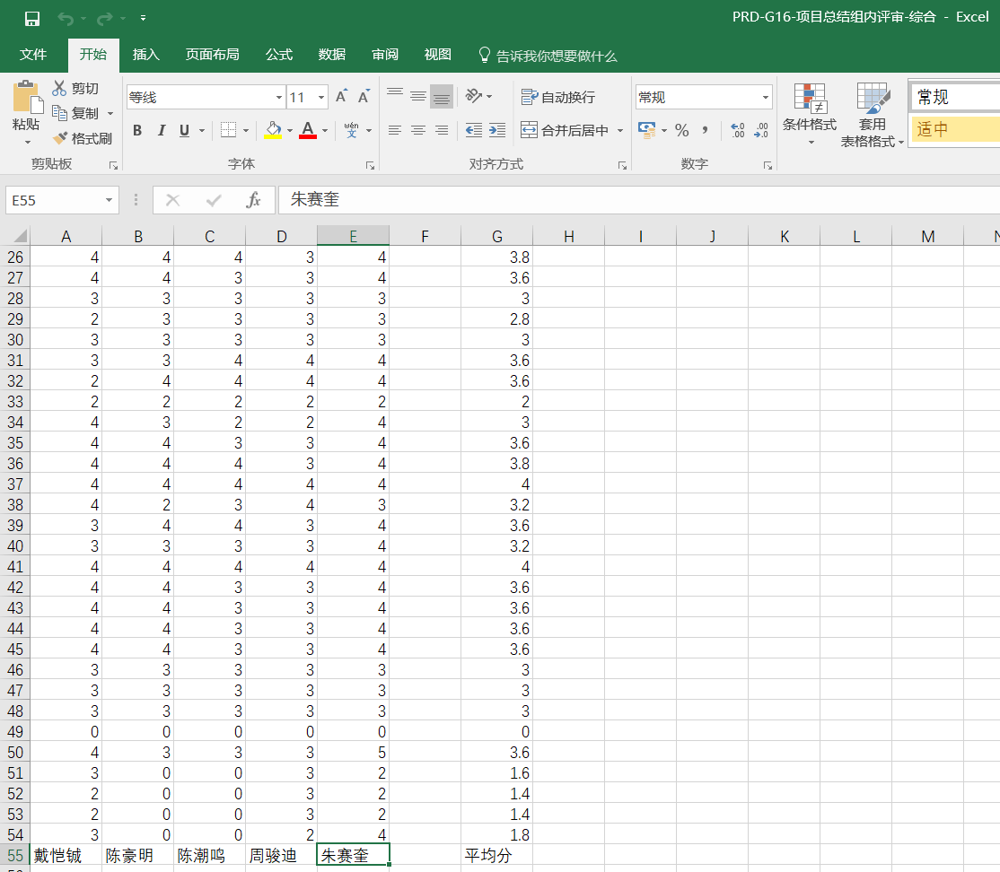 PRD-G16-项目总结组内评审-综合 - Excel
文件 开始 插入 页面布局 公式 数据 审阅 视图 告诉我你想要做什么
粘贴 剪切 复制 格式刷 剪贴板
等线 11 B I U A wén 文 字体
自动换行 合并后居中 对齐方式
常规 % 数字
条件格式 套用 表格格式 常规 适中
E55 fx 朱赛奎
A B C D E F G H I J K L M N
26 4 4 4 3 4 3.8
27 4 4 3 3 4 3.6
28 3 3 3 3 3 3
29 2 3 3 3 3 2.8
30 3 3 3 3 3 3
31 3 3 4 4 4 3.6
32 2 4 4 4 4 3.6
33 2 2 2 2 2 2
34 4 3 2 2 4 3
35 4 4 3 3 4 3.6
36 4 4 4 3 4 3.8
37 4 4 4 4 4 4
38 4 2 3 4 3 3.2
39 3 4 4 3 4 3.6
40 3 3 3 3 4 3.2
41 4 4 4 4 4 4
42 4 4 3 3 4 3.6
43 4 4 3 3 4 3.6
44 4 4 3 3 4 3.6
45 4 4 3 3 4 3.6
46 3 3 3 3 3 3
47 3 3 3 3 3 3
48 3 3 3 3 3 3
49 0 0 0 0 0 0
50 4 3 3 3 5 3.6
51 3 0 0 3 2 1.6
52 2 0 0 3 2 1.4
53 2 0 0 3 2 1.4
54 3 0 0 2 4 1.8
55 戴恺铖 陈豪明 陈潮鸣 周骏迪 朱赛奎 平均分